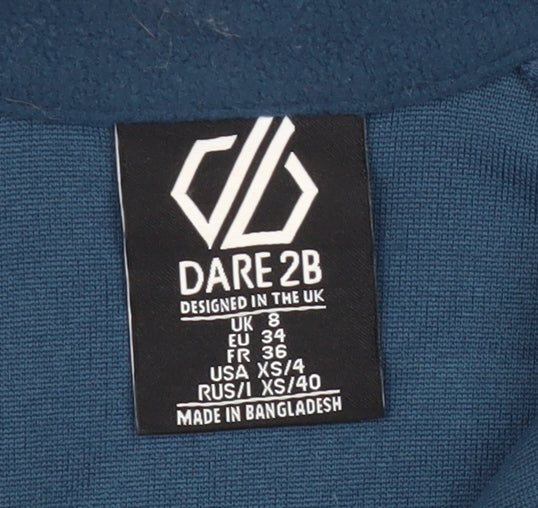 DARE 2B
DESIGNED IN THE UK
UK 8
EU 34
FR 36
USA XS/4
RUS/I XS/40
MADE IN BANGLADESH